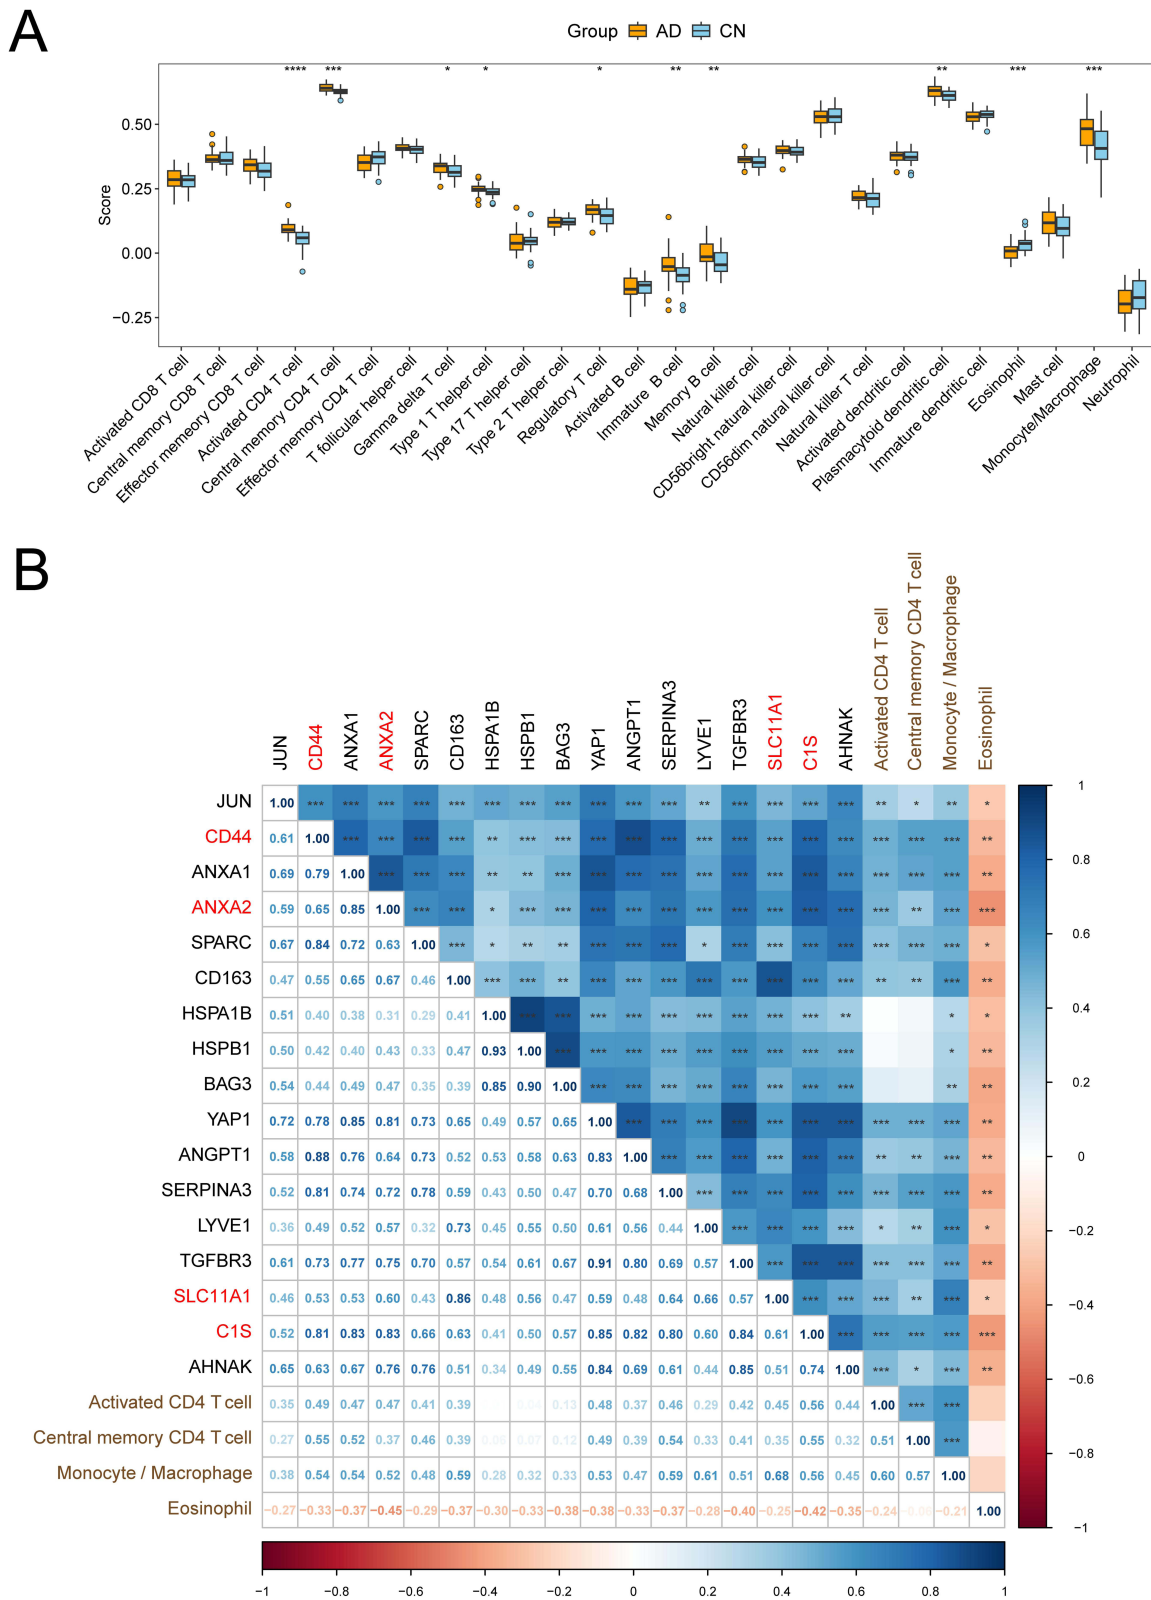 A
Group AD CN
**** *** * * * ** ** ** *** ***
Score
0.50
0.25
0.00
−0.25
Activated CD8 T cell
Central memory CD8 T cell
Effector memory CD8 T cell
Activated CD4 T cell
Central memory CD4 T cell
Effector memory CD4 T cell
T follicular helper cell
Gamma delta T cell
Type 1 T helper cell
Type 17 T helper cell
Type 2 T helper cell
Regulatory T cell
Activated B cell
Immature B cell
Memory B cell
Natural killer cell
CD56bright natural killer cell
CD56dim natural killer cell
Natural killer T cell
Activated dendritic cell
Plasmacytoid dendritic cell
Immature dendritic cell
Eosinophil
Mast cell
Monocyte/Macrophage
Neutrophil
B
JUN
CD44
ANXA1
ANXA2
SPARC
CD163
HSPA1B
HSPB1
BAG3
YAP1
ANGPT1
SERPINA3
LYVE1
TGFBR3
SLC11A1
C1S
AHNAK
Activated CD4 T cell
Central memory CD4 T cell
Monocyte / Macrophage
Eosinophil
JUN 1.00 *** *** *** *** *** *** *** *** *** *** *** ** *** *** *** *** ** * ** *
CD44 0.61 1.00 *** *** *** *** ** *** *** *** *** *** *** *** *** *** *** *** *** *** **
ANXA1 0.69 0.79 1.00 *** *** *** ** ** *** *** *** *** *** *** *** *** *** *** *** *** **
ANXA2 0.59 0.65 0.85 1.00 *** *** * *** *** *** *** *** *** *** *** *** *** *** ** *** ***
SPARC 0.67 0.84 0.72 0.63 1.00 *** * ** ** *** *** *** * *** *** *** *** *** *** *** *
CD163 0.47 0.55 0.65 0.67 0.46 1.00 *** *** ** *** *** *** *** *** *** *** *** ** ** *** **
HSPA1B 0.51 0.40 0.38 0.31 0.29 0.41 1.00 *** *** *** *** *** *** *** *** *** ** * *
HSPB1 0.50 0.42 0.40 0.43 0.33 0.47 0.93 1.00 *** *** *** *** *** *** *** *** *** * **
BAG3 0.54 0.44 0.49 0.47 0.35 0.39 0.85 0.90 1.00 *** *** *** *** *** *** *** *** ** **
YAP1 0.72 0.78 0.85 0.81 0.73 0.65 0.49 0.57 0.65 1.00 *** *** *** *** *** *** *** *** *** *** **
ANGPT1 0.58 0.88 0.76 0.64 0.73 0.52 0.53 0.58 0.63 0.83 1.00 *** *** *** *** *** *** ** ** *** **
SERPINA3 0.52 0.81 0.74 0.72 0.78 0.59 0.43 0.50 0.47 0.70 0.68 1.00 *** *** *** *** *** *** *** *** **
LYVE1 0.36 0.49 0.52 0.57 0.32 0.73 0.45 0.55 0.50 0.61 0.56 0.44 1.00 *** *** *** *** * ** *** *
TGFBR3 0.61 0.73 0.77 0.75 0.70 0.57 0.54 0.61 0.67 0.91 0.80 0.69 0.57 1.00 *** *** *** *** *** *** **
SLC11A1 0.46 0.53 0.53 0.60 0.43 0.86 0.48 0.56 0.47 0.59 0.48 0.64 0.66 0.57 1.00 *** *** *** ** *** *
C1S 0.52 0.81 0.83 0.83 0.66 0.63 0.41 0.50 0.57 0.85 0.82 0.80 0.60 0.84 0.61 1.00 *** *** *** *** ***
AHNAK 0.65 0.63 0.67 0.76 0.76 0.51 0.34 0.49 0.55 0.84 0.69 0.61 0.44 0.85 0.51 0.74 1.00 *** * *** **
Activated CD4 T cell 0.35 0.49 0.47 0.47 0.41 0.39 0.13 0.48 0.37 0.46 0.29 0.42 0.45 0.56 0.44 1.00 *** ***
Central memory CD4 T cell 0.27 0.55 0.52 0.37 0.46 0.39 0.07 0.12 0.49 0.39 0.54 0.33 0.41 0.35 0.55 0.32 0.51 1.00 ***
Monocyte / Macrophage 0.38 0.54 0.54 0.52 0.48 0.59 0.28 0.32 0.33 0.53 0.47 0.59 0.61 0.51 0.68 0.56 0.45 0.60 0.57 1.00
Eosinophil −0.27 −0.33 −0.37 −0.45 −0.29 −0.37 −0.30 −0.33 −0.38 −0.38 −0.33 −0.37 −0.28 −0.40 −0.25 −0.42 −0.35 −0.24 −0.21 1.00
1
0.8
0.6
0.4
0.2
0
−0.2
−0.4
−0.6
−0.8
−1
−1 −0.8 −0.6 −0.4 −0.2 0 0.2 0.4 0.6 0.8 1